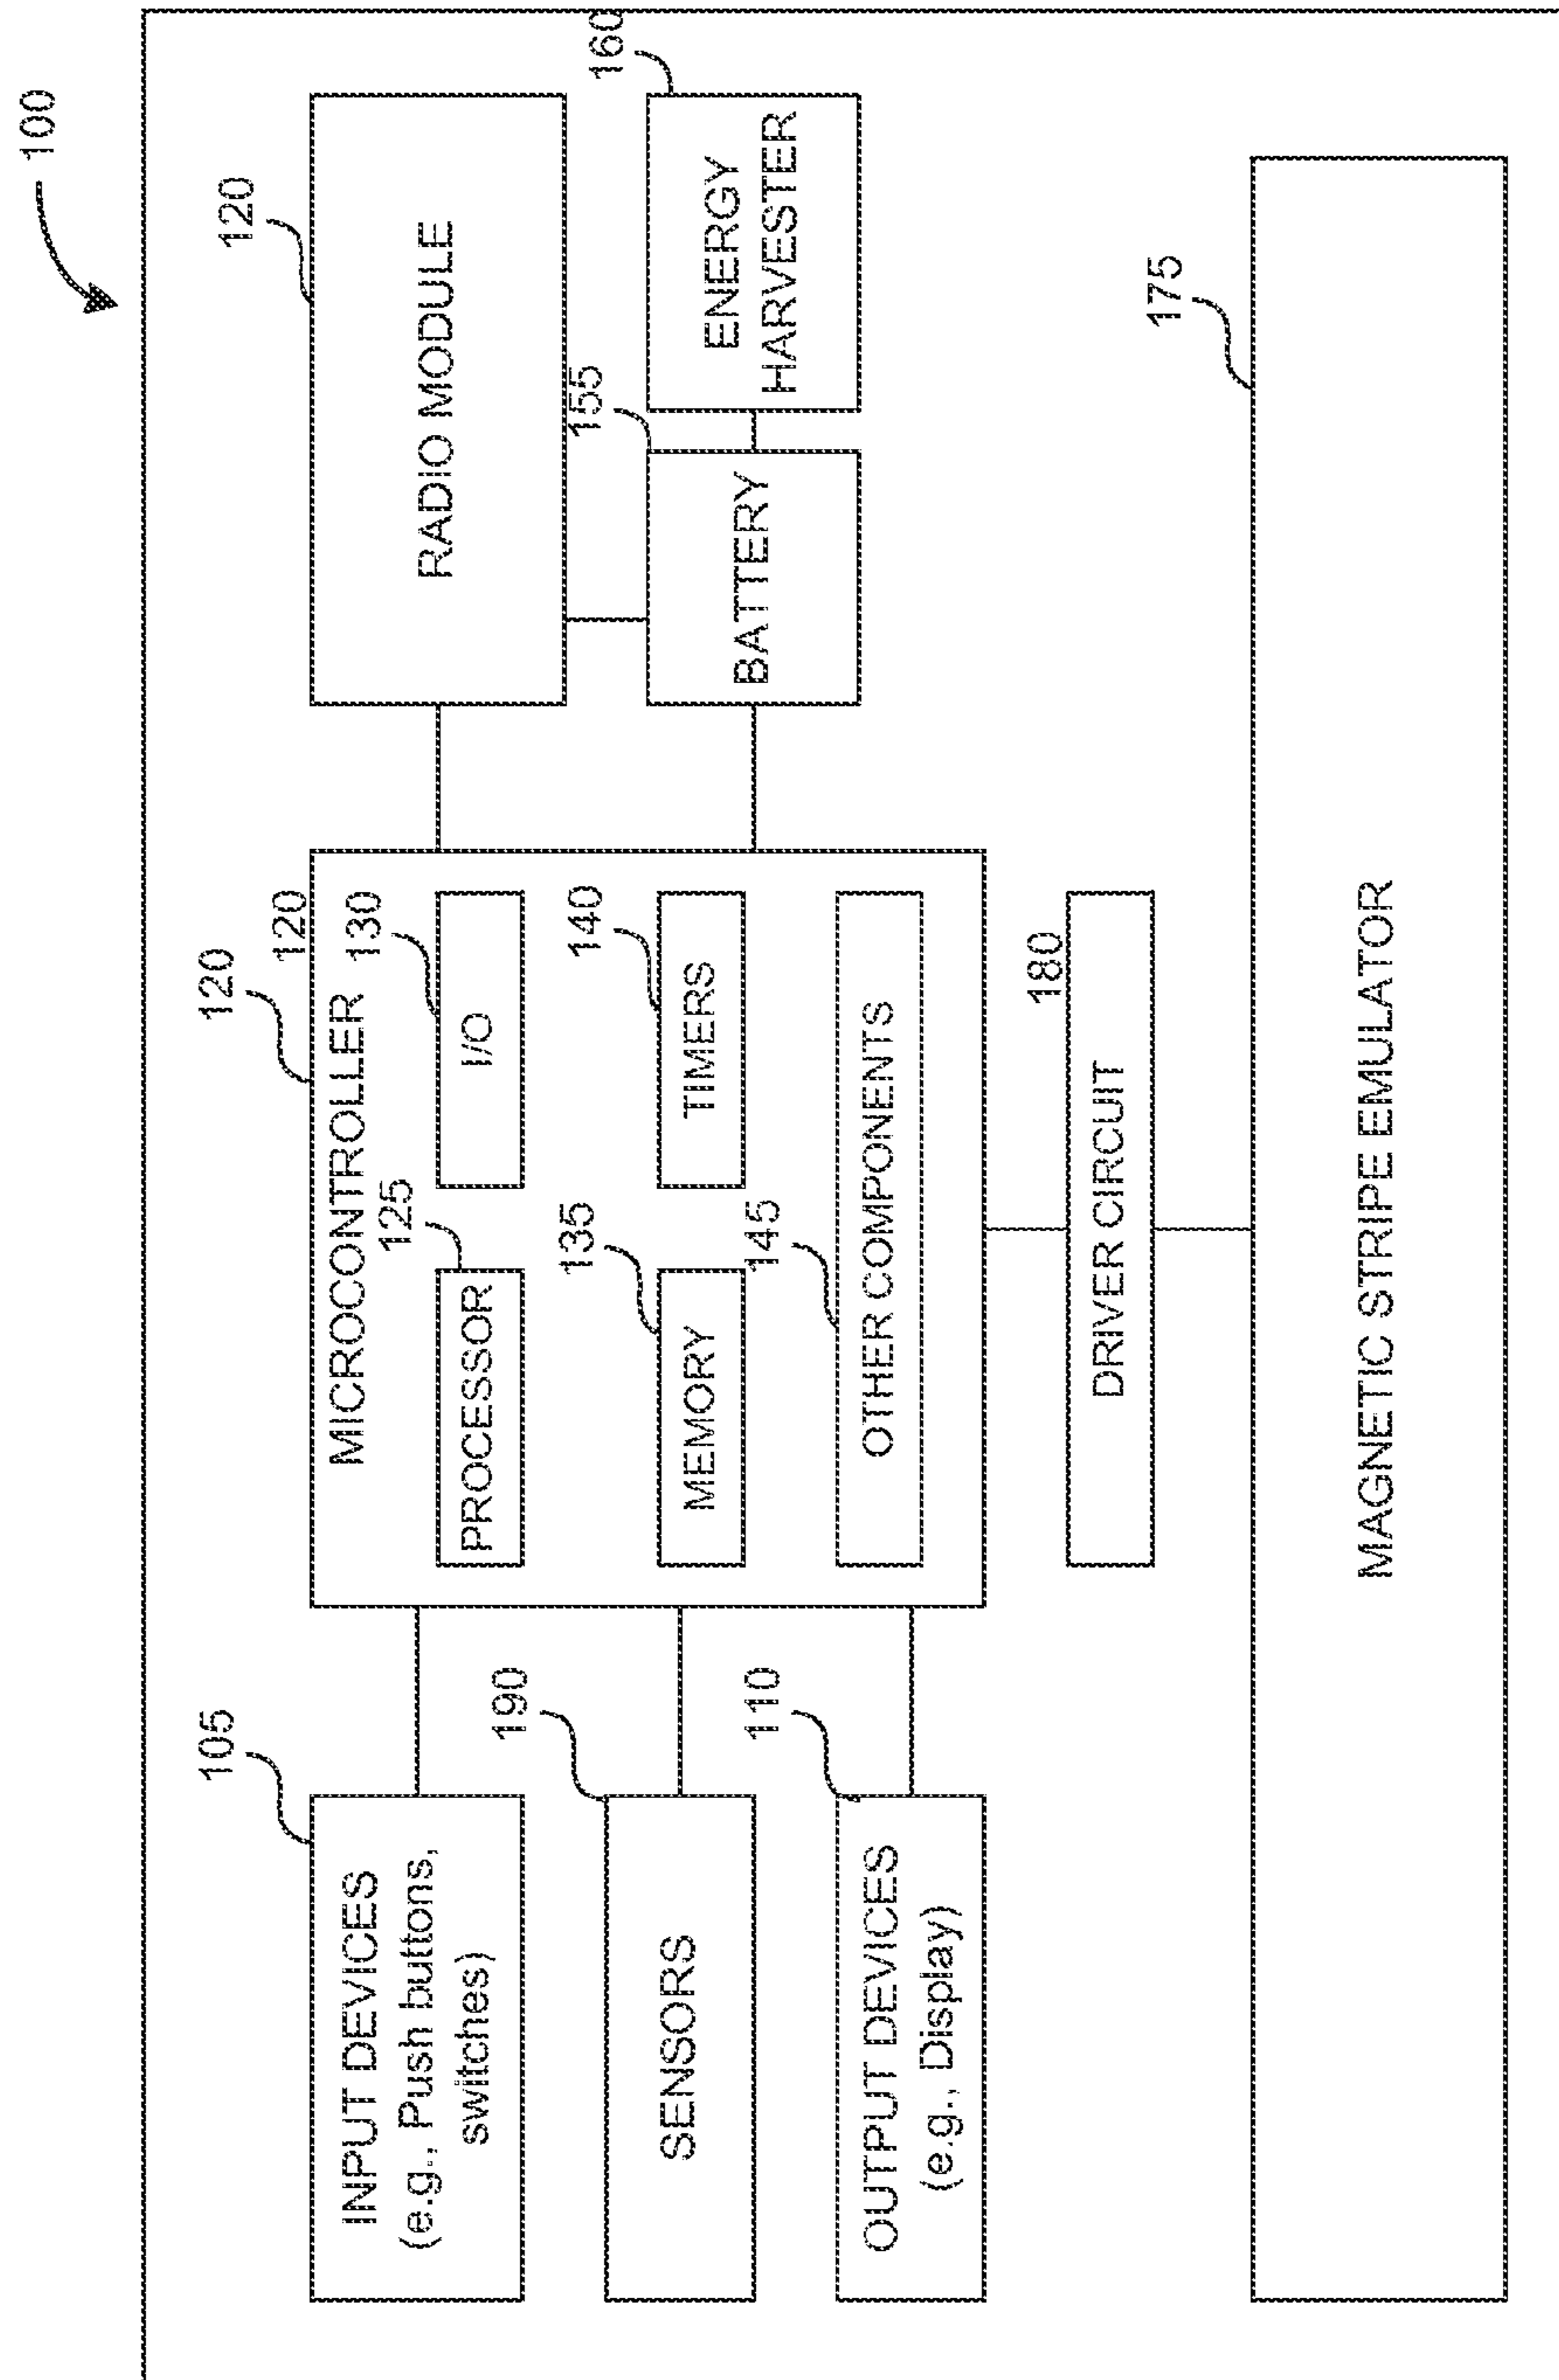 100
105
INPUT DEVICES
(e.g., Push buttons,
switches)
190
SENSORS
110
OUTPUT DEVICES
(e.g., Display)
120
MICROCONTROLLER 120
125
PROCESSOR
130
I/O
135
MEMORY
140
TIMERS
145
OTHER COMPONENTS
120
RADIO MODULE
155
BATTERY
160
ENERGY
HARVESTER
180
DRIVER CIRCUIT
175
MAGNETIC STRIPE EMULATOR